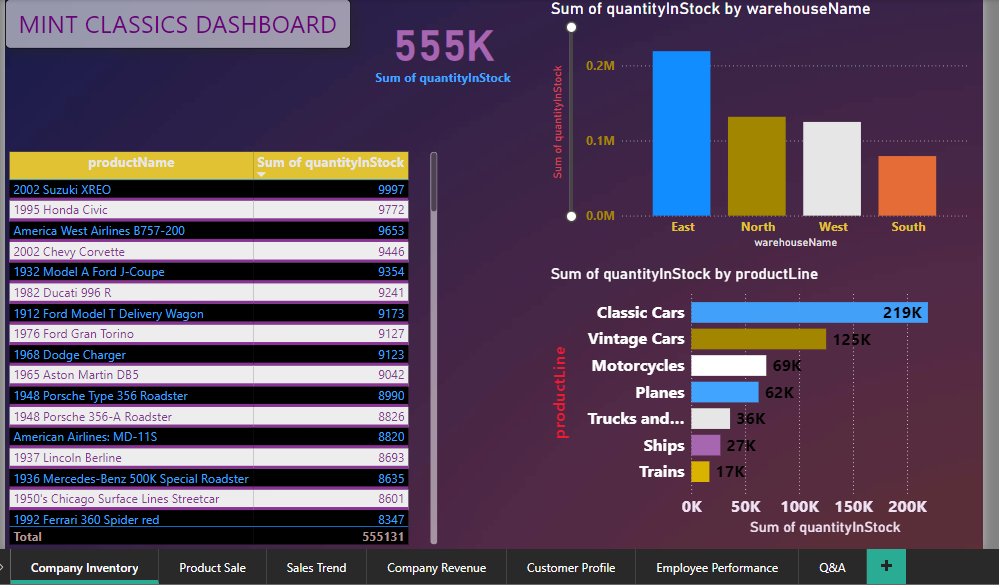 MINT CLASSICS DASHBOARD
555K
Sum of quantityInStock
productName Sum of quantityInStock
2002 Suzuki XREO 9997
1995 Honda Civic 9772
America West Airlines B757-200 9653
2002 Chevy Corvette 9446
1932 Model A Ford J-Coupe 9354
1982 Ducati 996 R 9241
1912 Ford Model T Delivery Wagon 9173
1976 Ford Gran Torino 9127
1968 Dodge Charger 9123
1965 Aston Martin DB5 9042
1948 Porsche Type 356 Roadster 8990
1948 Porsche 356-A Roadster 8826
American Airlines: MD-11S 8820
1937 Lincoln Berline 8693
1936 Mercedes-Benz 500K Special Roadster 8635
1950's Chicago Surface Lines Streetcar 8601
1992 Ferrari 360 Spider red 8347
Total 555131
Sum of quantityInStock by warehouseName
Sum of quantityInStock
0.2M
0.1M
0.0M
East North West South
warehouseName
Sum of quantityInStock by productLine
productLine
Classic Cars 219K
Vintage Cars 125K
Motorcycles 69K
Planes 62K
Trucks and... 36K
Ships 27K
Trains 17K
0K 50K 100K 150K 200K
Sum of quantityInStock
Company Inventory Product Sale Sales Trend Company Revenue Customer Profile Employee Performance Q&A +